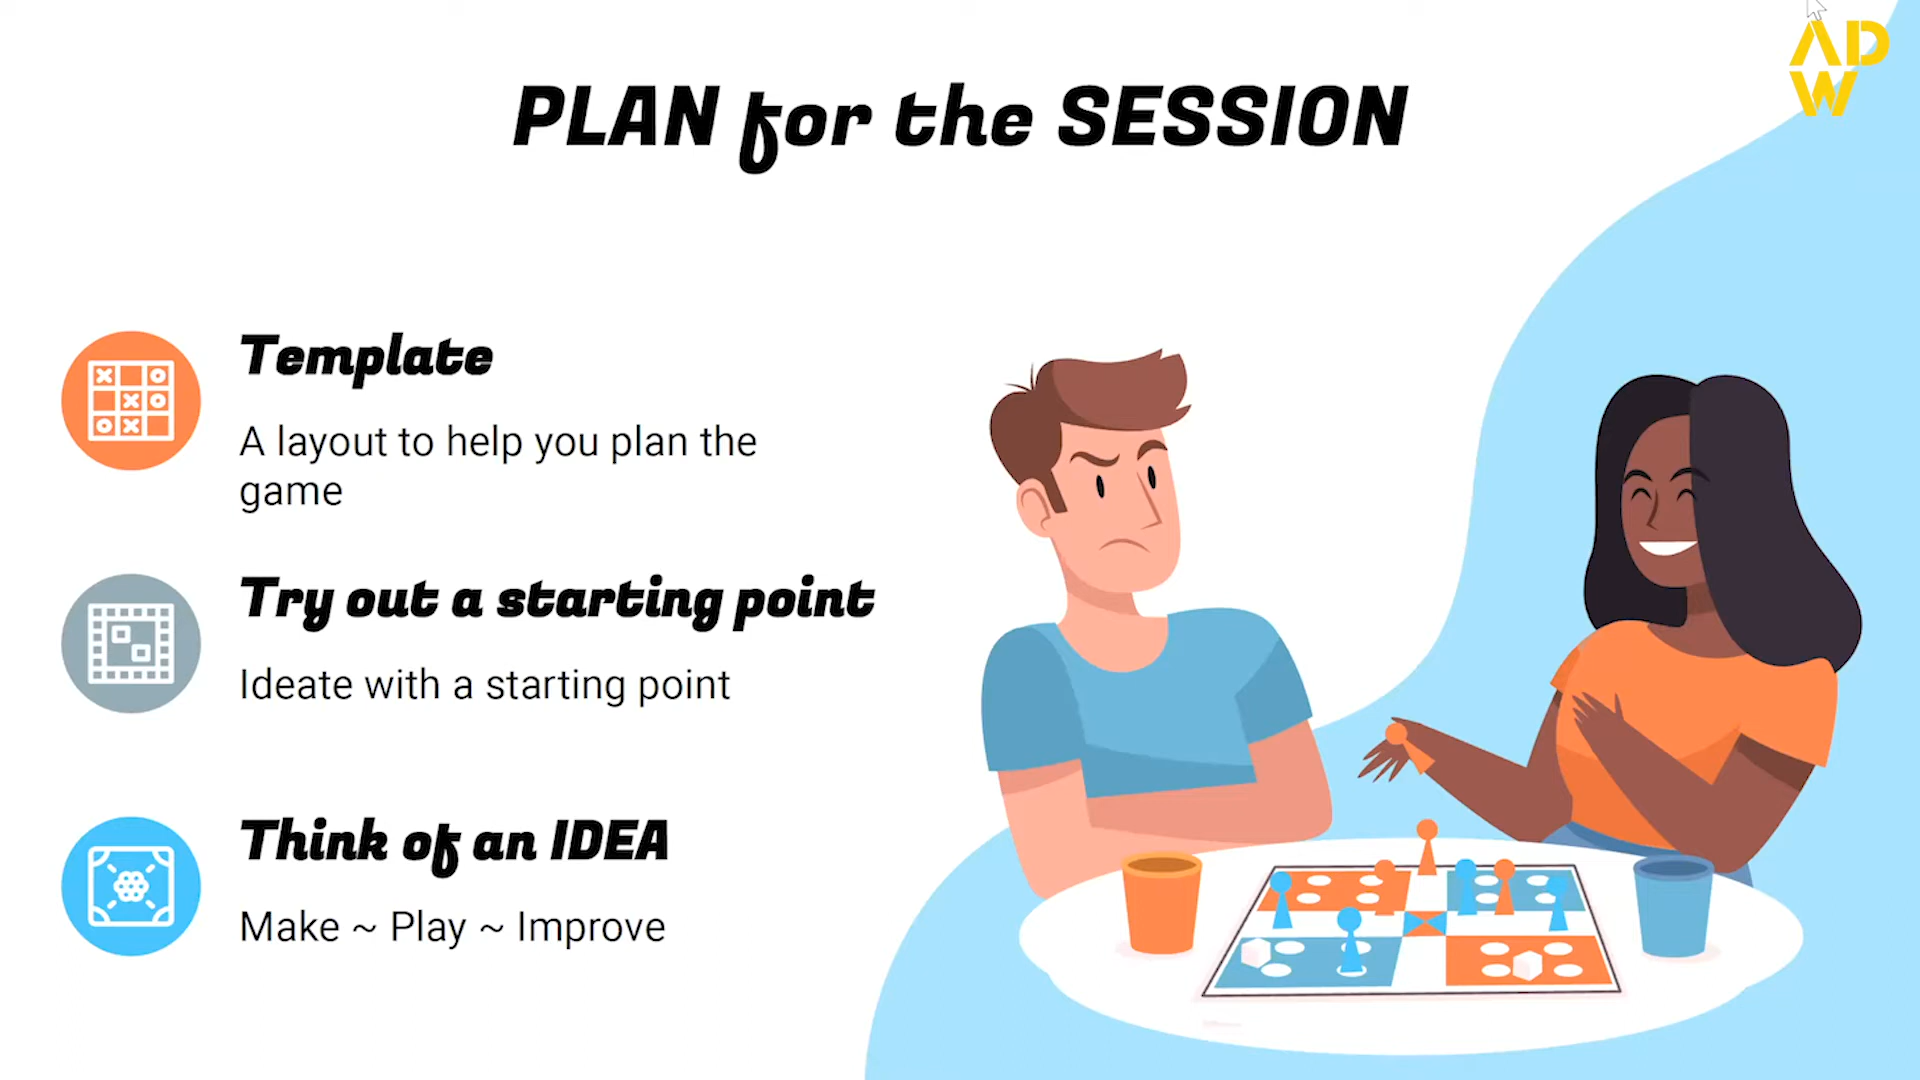 AD
W
PLAN for the SESSION
Template
A layout to help you plan the
game
Try out a starting point
Ideate with a starting point
Think of an IDEA
Make ~ Play ~ Improve